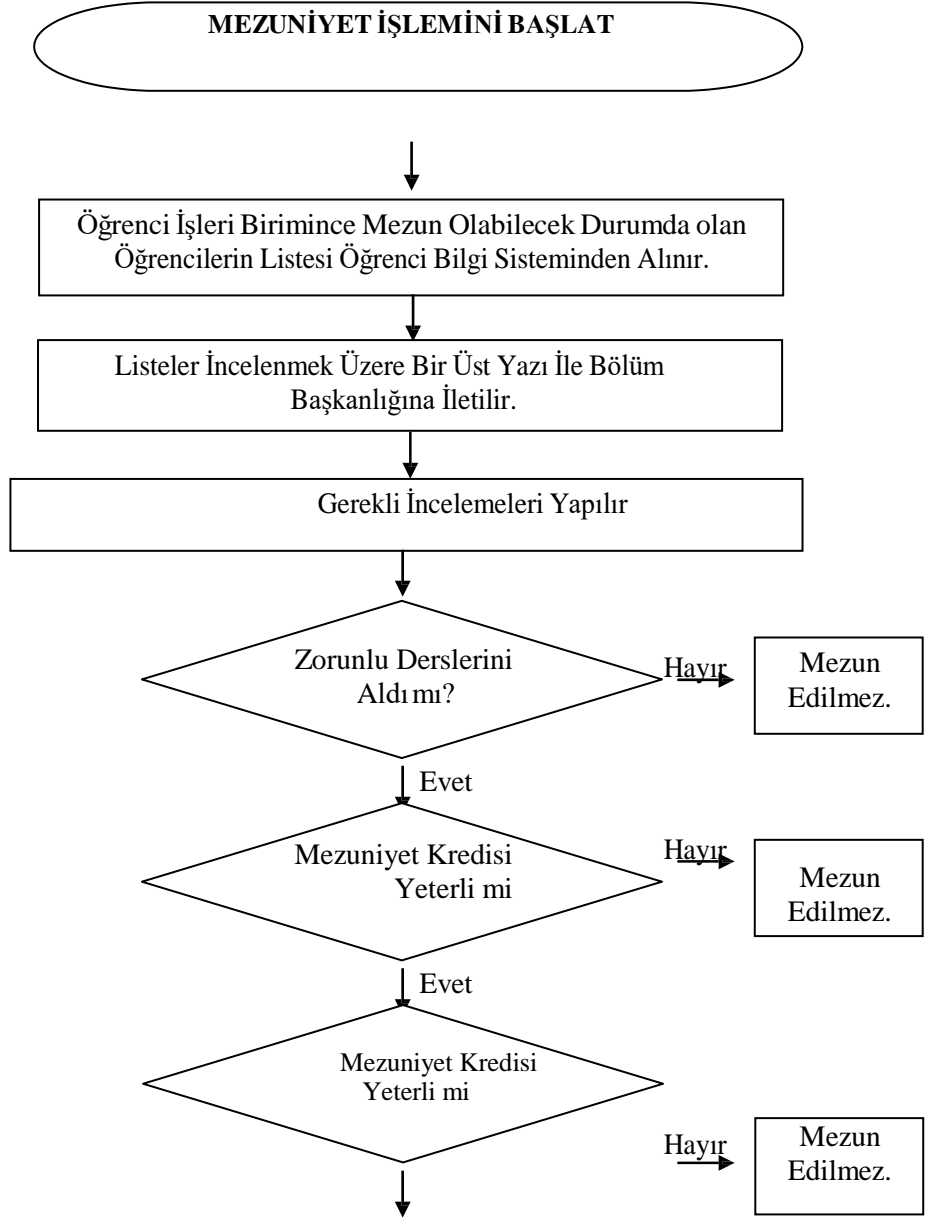 MEZUNİYET İŞLEMİNİ BAŞLAT
Öğrenci İşleri Birimince Mezun Olabilecek Durumda olan
Öğrencilerin Listesi Öğrenci Bilgi Sisteminden Alınır.
Listeler İncelenmek Üzere Bir Üst Yazı İle Bölüm
Başkanlığına İletilir.
Gerekli İncelemeleri Yapılır
Zorunlu Derslerini
Aldı mı?
Hayır
Mezun
Edilmez.
Evet
Mezuniyet Kredisi
Yeterli mi
Hayır
Mezun
Edilmez.
Evet
Mezuniyet Kredisi
Yeterli mi
Hayır
Mezun
Edilmez.